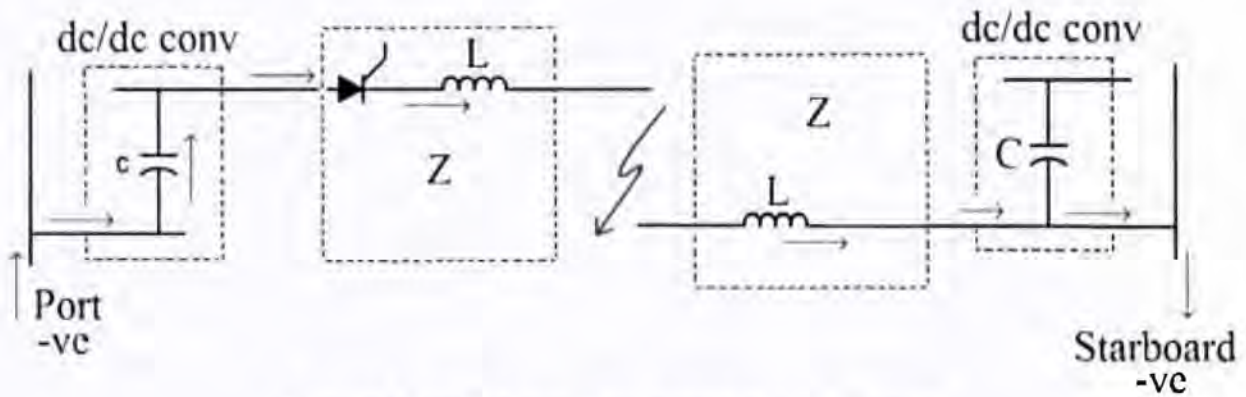 dc/dc conv
L
dc/dc conv
c
Z
Z
C
L
Port
-ve
Starboard
-ve